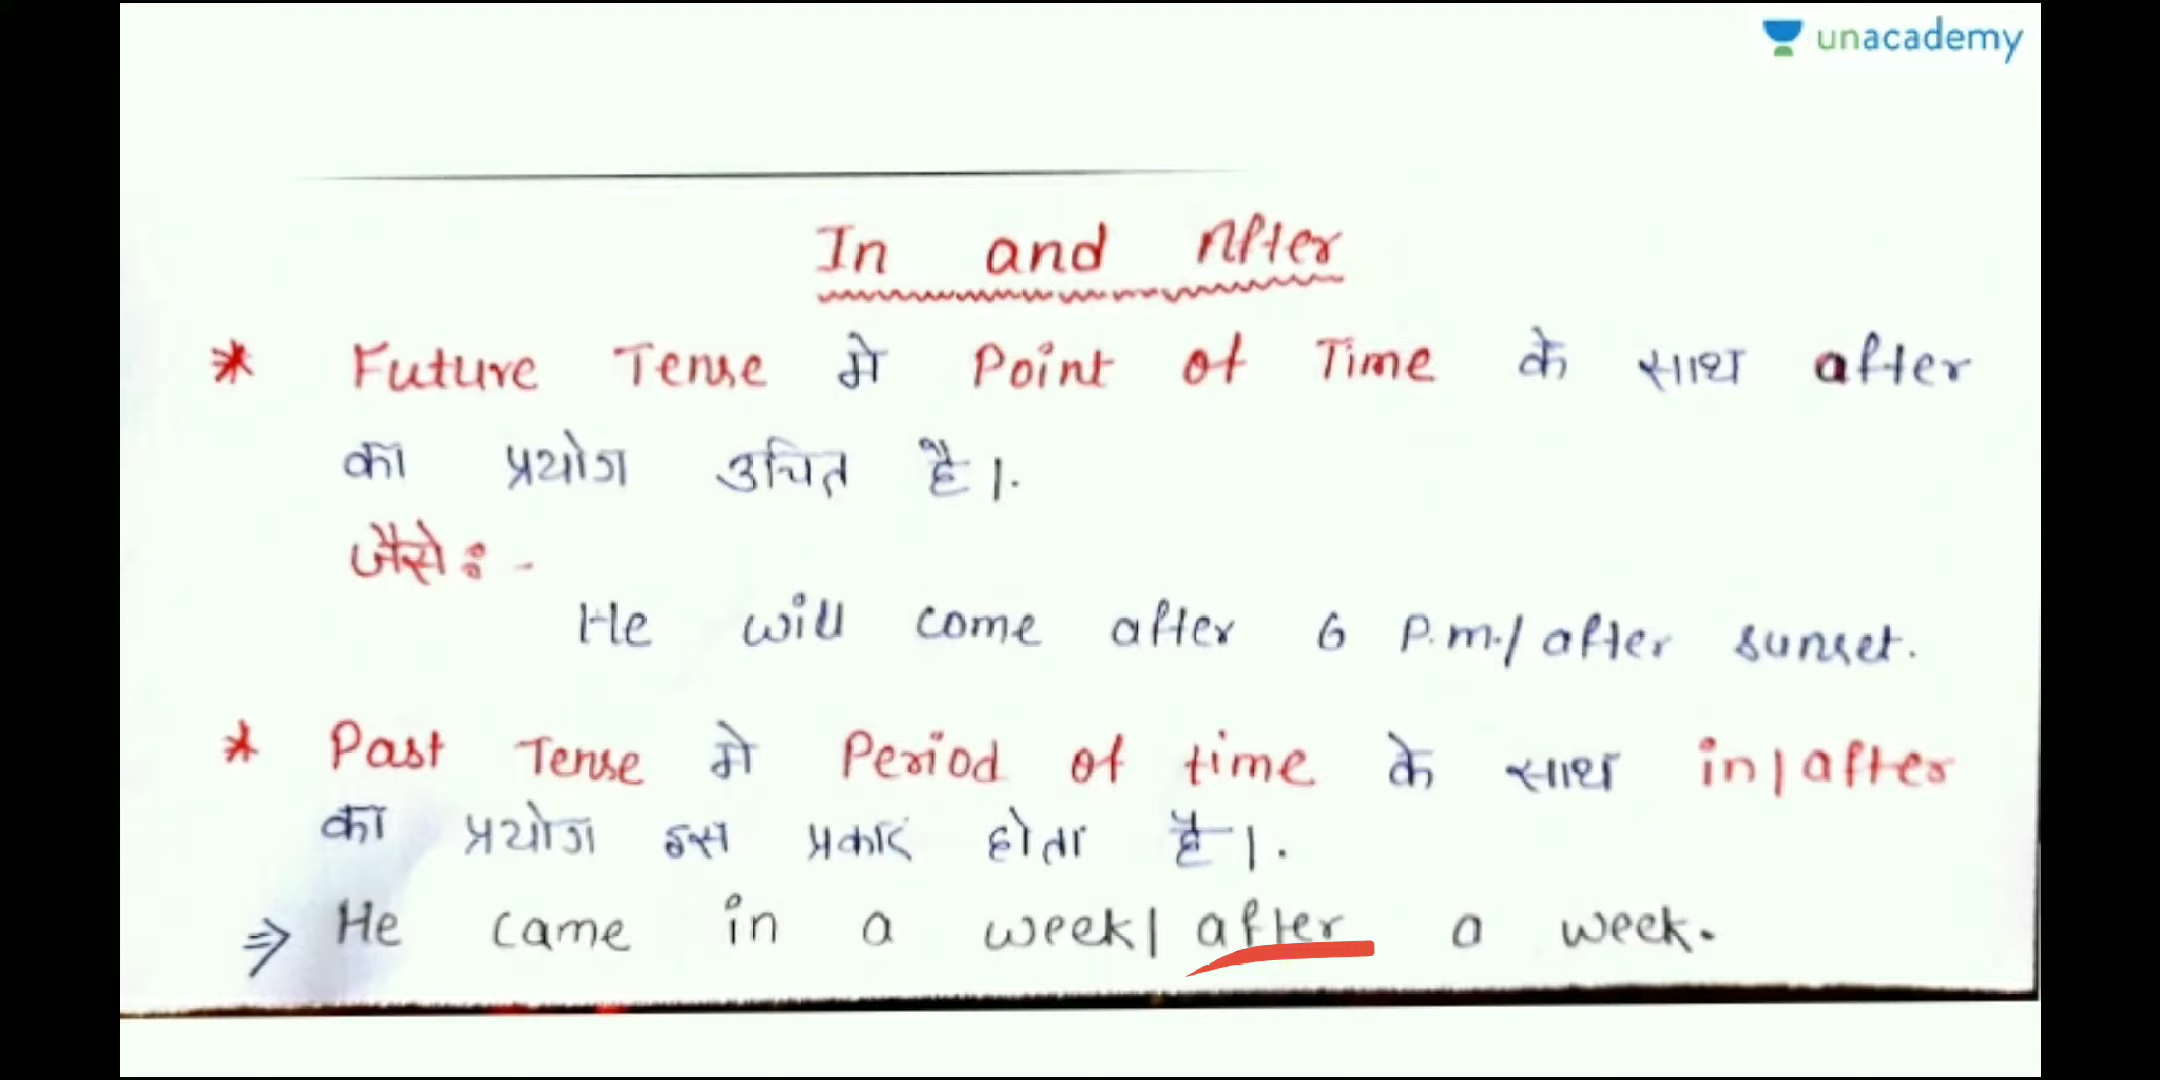 unacademy
In and After
* Future Tense मे Point of Time के साथ after
का प्रयोग उचित है।.
जैसेः-
He will come after 6 P.m./after sunset.
* Past Tense मे Period of time के साथ in/after
का प्रयोग इस प्रकार होता है।.
⇒ He came in a week/after a week.